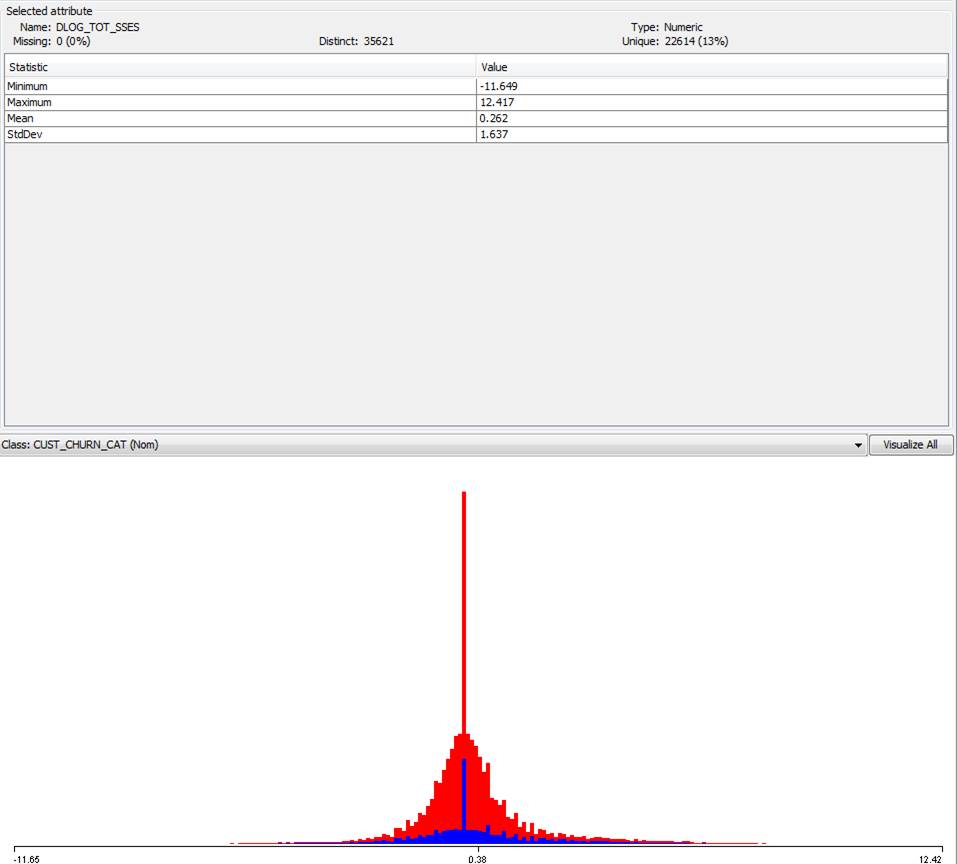 Selected attribute
Name: DLOG_TOT_SSES Type: Numeric
Missing: 0 (0%) Distinct: 35621 Unique: 22614 (13%)
Statistic Value
Minimum -11.649
Maximum 12.417
Mean 0.262
StdDev 1.637
Class: CUST_CHURN_CAT (Nom) Visualize All
-11.65 0.38 12.42